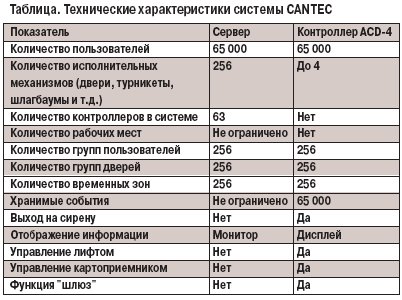 Таблица. Технические характеристики системы CANTEC
Показатель Сервер Контроллер ACD-4
Количество пользователей 65 000 65 000
Количество исполнительных 256 До 4
механизмов (двери, турникеты,
шлагбаумы и т.д.)
Количество контроллеров в системе 63 Нет
Количество рабочих мест Не ограничено Нет
Количество групп пользователей 256 256
Количество групп дверей 256 256
Количество временных зон 256 256
Хранимые события Не ограничено 65 000
Выход на сирену Нет Да
Отображение информации Монитор Дисплей
Управление лифтом Нет Да
Управление картоприемником Нет Да
Функция "шлюз" Нет Да